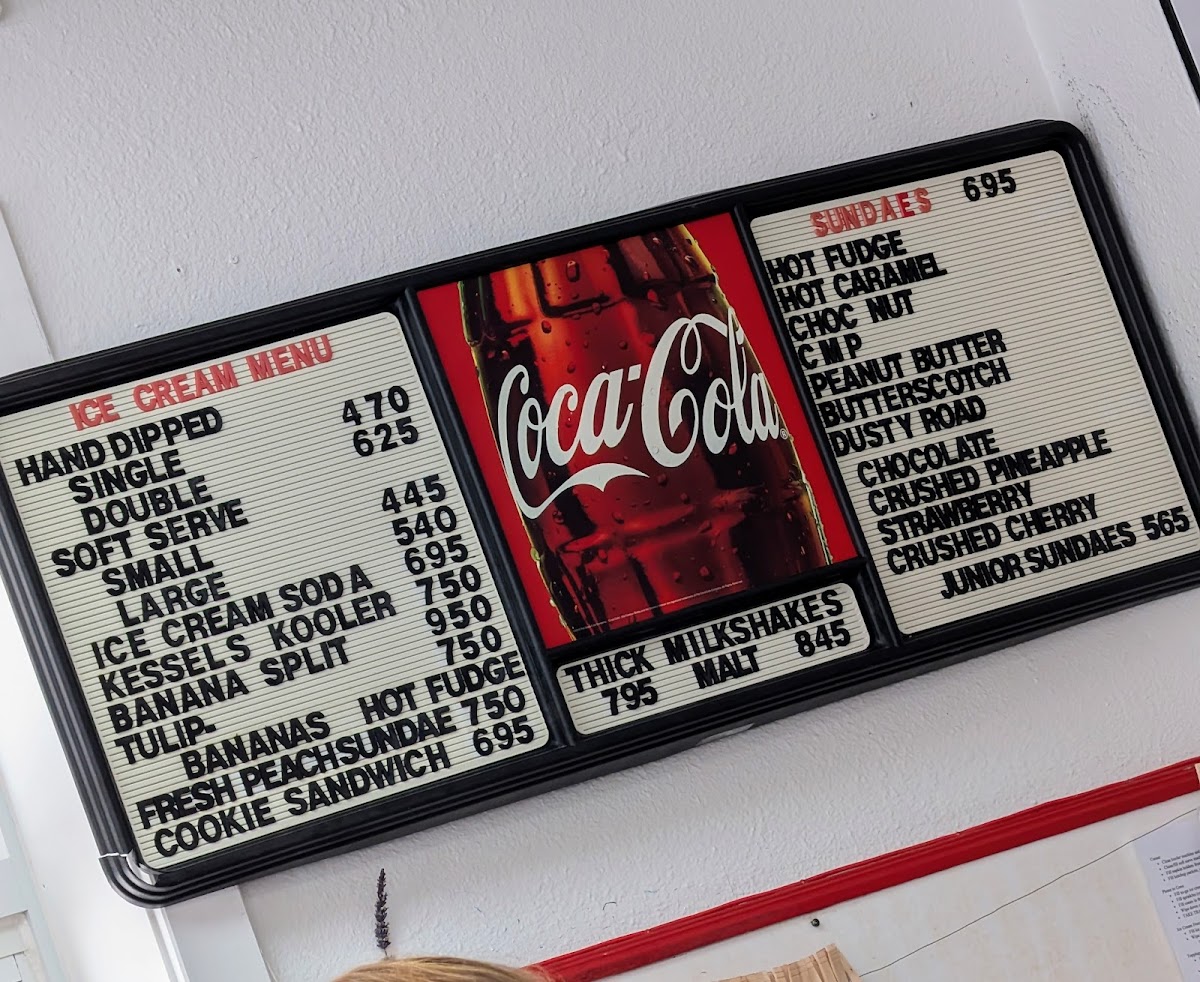 ICE CREAM MENU
HAND DIPPED
SINGLE 470
DOUBLE 625
SOFT SERVE
SMALL 445
LARGE 540
ICE CREAM SODA 695
KESSELS KOOLER 750
BANANA SPLIT 950
TULIP- 750
BANANAS HOT FUDGE
FRESH PEACHSUNDAE 750
COOKIE SANDWICH 695
Coca-Cola
THICK MILKSHAKES
795 MALT 845
SUNDAES 695
HOT FUDGE
HOT CARAMEL
CHOC NUT
CMP
PEANUT BUTTER
BUTTERSCOTCH
DUSTY ROAD
CHOCOLATE
CRUSHED PINEAPPLE
STRAWBERRY
CRUSHED CHERRY
JUNIOR SUNDAES 565